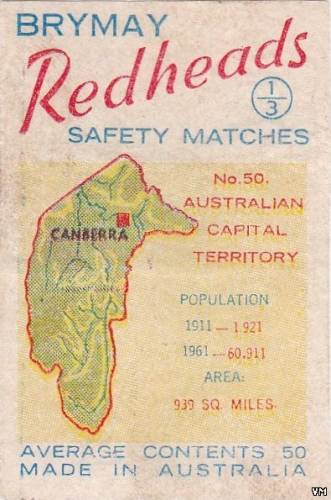 BRYMAY
Redheads
1/3
SAFETY MATCHES
No.50.
AUSTRALIAN
CAPITAL
TERRITORY
CANBERRA
POPULATION
1911 — 1.921
1961 — 60.911
AREA:
939 SQ. MILES.
AVERAGE CONTENTS 50
MADE IN AUSTRALIA
VM